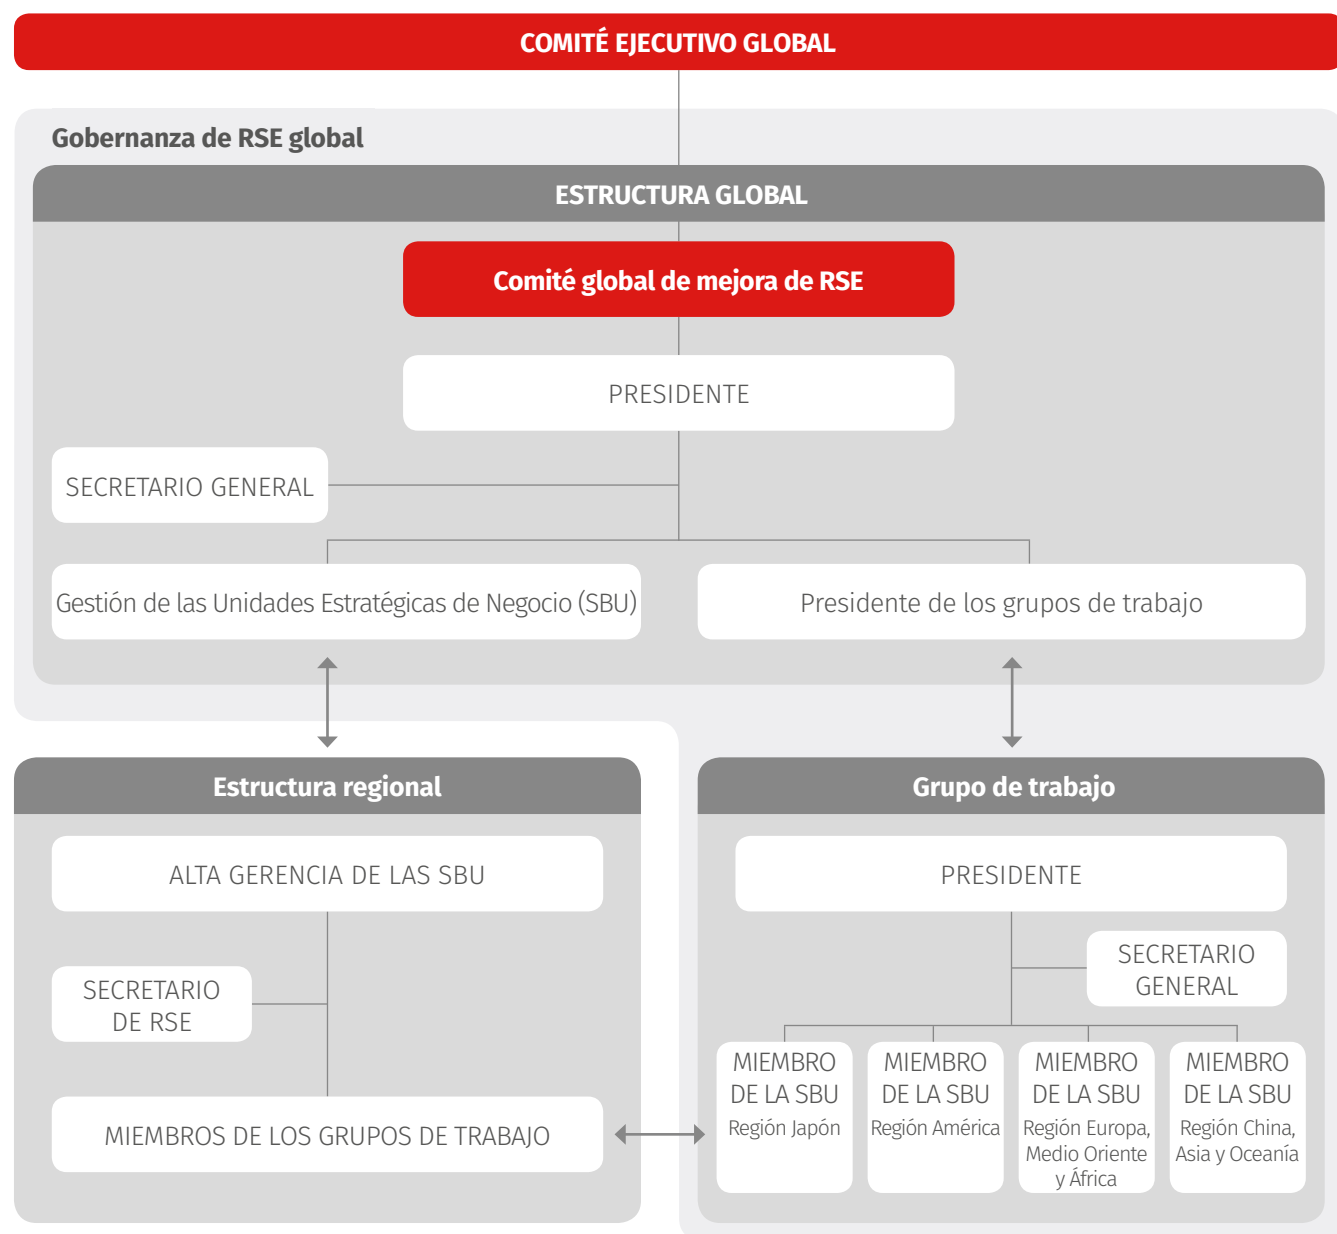 COMITÉ EJECUTIVO GLOBAL
Gobernanza de RSE global
ESTRUCTURA GLOBAL
Comité global de mejora de RSE
PRESIDENTE
SECRETARIO GENERAL
Gestión de las Unidades Estratégicas de Negocio (SBU)
Presidente de los grupos de trabajo
Estructura regional
ALTA GERENCIA DE LAS SBU
SECRETARIO
DE RSE
MIEMBROS DE LOS GRUPOS DE TRABAJO
Grupo de trabajo
PRESIDENTE
SECRETARIO
GENERAL
MIEMBRO
DE LA SBU
Región Japón
MIEMBRO
DE LA SBU
Región América
MIEMBRO
DE LA SBU
Región Europa,
Medio Oriente
y África
MIEMBRO
DE LA SBU
Región China,
Asia y Oceanía